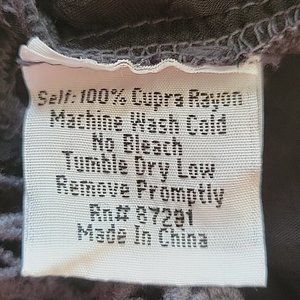 Self: 100% Cupra Rayon
Machine Wash Cold
No Bleach
Tumble Dry Low
Remove Promptly
Rn# 87291
Made In China